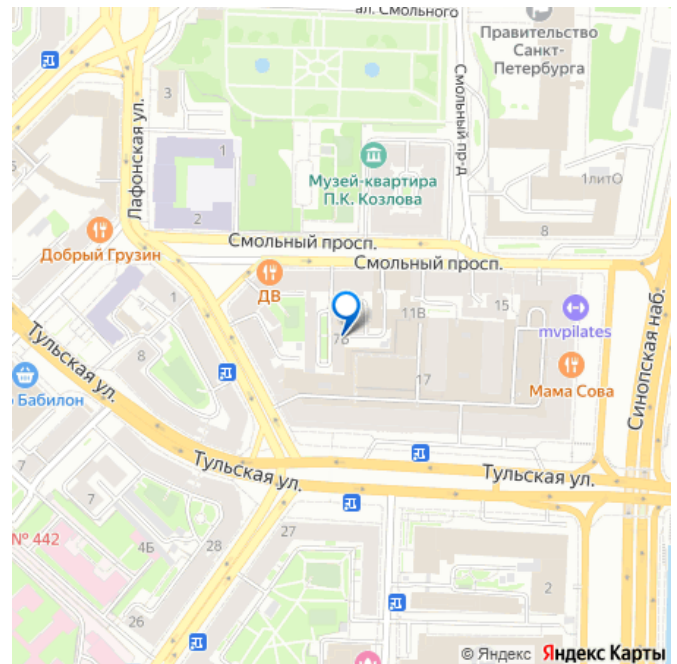 ал. Смольного
Правительство
Санкт-
Петербурга
3
Лафонская ул.
Смольный пр-д
1
Музей-квартира
П.К. Козлова
1литО
2
8
Добрый Грузин
Смольный просп.
Смольный просп.
ДВ
1
11В
15
mvpilates
Синопская наб.
Тульская ул.
8
17
Мама Сова
Бабилон
Тульская ул.
Тульская ул.
7
7
№ 442
4Б
28
27
2
26
© Яндекс Яндекс Карты